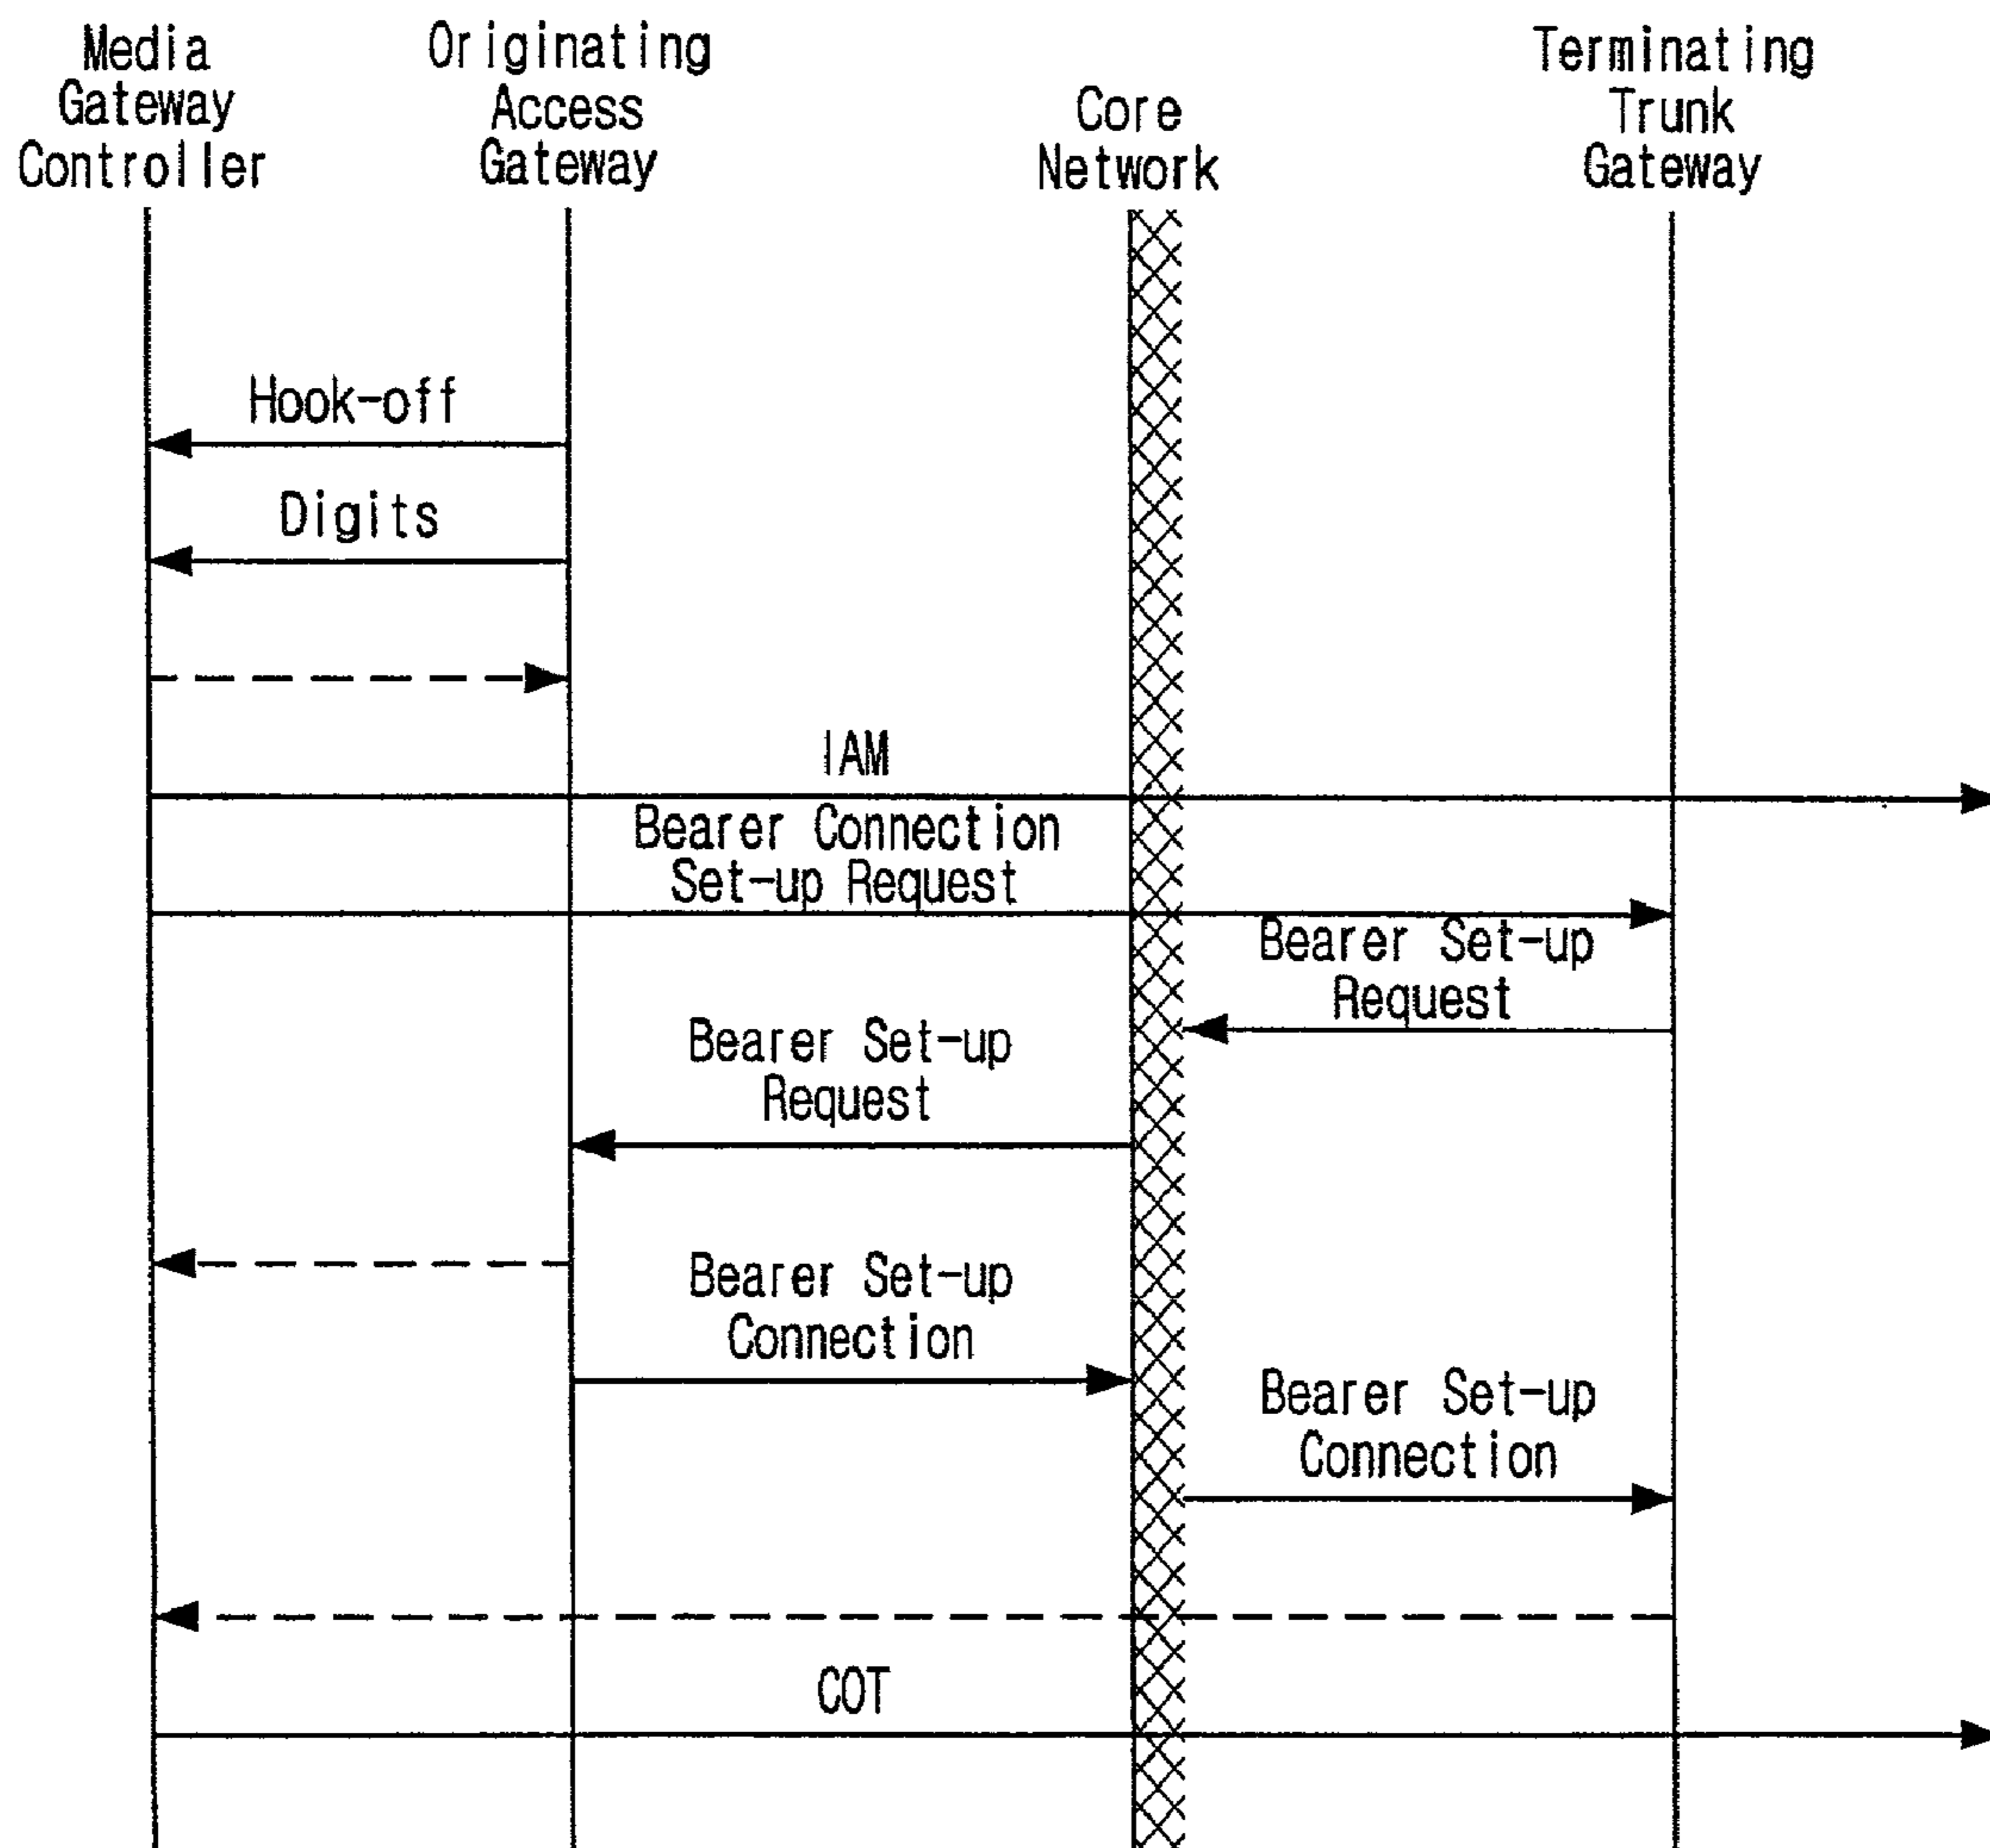 Media
Gateway
Controller
Originating
Access
Gateway
Core
Network
Terminating
Trunk
Gateway
Hook-off
Digits
IAM
Bearer Connection
Set-up Request
Bearer Set-up
Request
Bearer Set-up
Request
Bearer Set-up
Connection
Bearer Set-up
Connection
COT